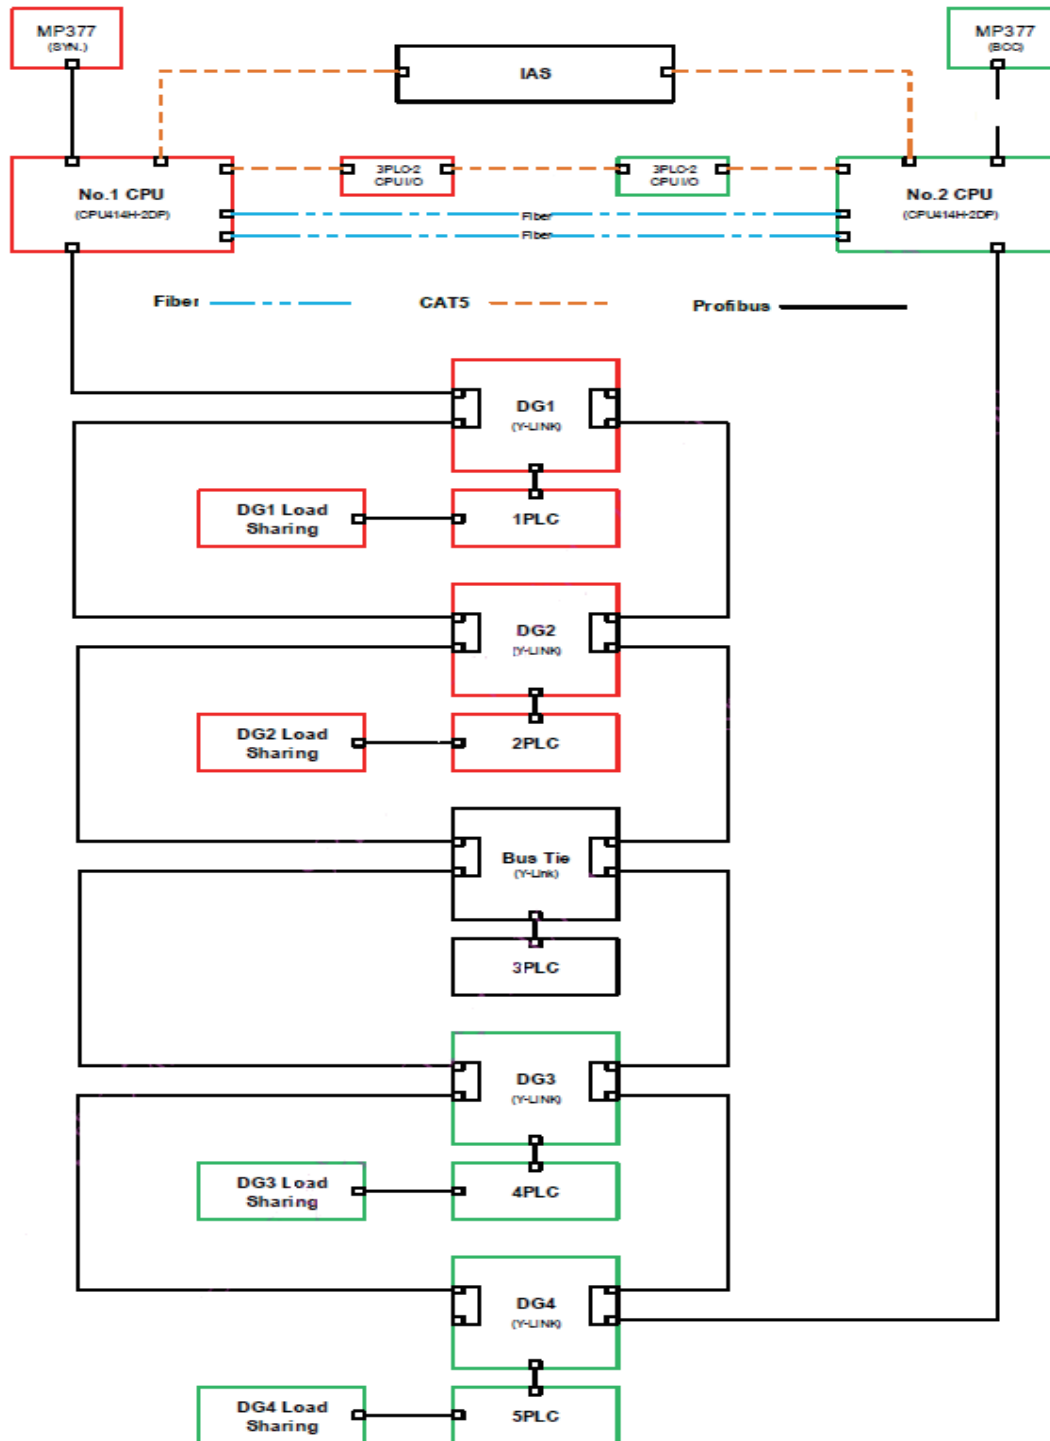 MP377
(SYN.)
IAS
MP377
(BCC)
No.1 CPU
(CPU414H-2DP)
3PLC-2
CPU I/O
3PLC-2
CPU I/O
No.2 CPU
(CPU414H-2DP)
Fiber
Fiber
Fiber
CAT5
Profibus
DG1
(Y-LINK)
DG1 Load
Sharing
1PLC
DG2
(Y-LINK)
DG2 Load
Sharing
2PLC
Bus Tie
(Y-Link)
3PLC
DG3
(Y-LINK)
DG3 Load
Sharing
4PLC
DG4
(Y-LINK)
DG4 Load
Sharing
5PLC